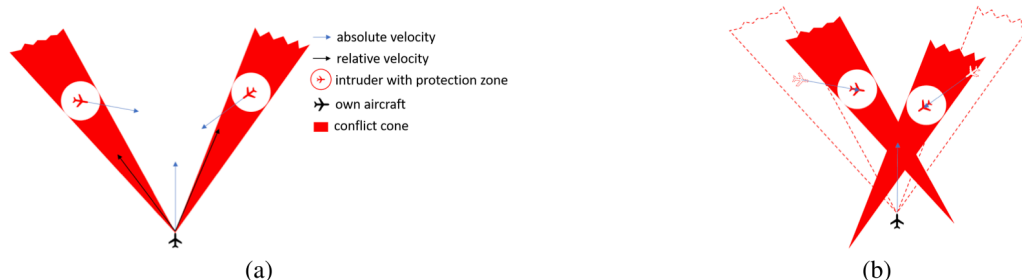 absolute velocity
relative velocity
intruder with protection zone
own aircraft
conflict cone
(a)
(b)